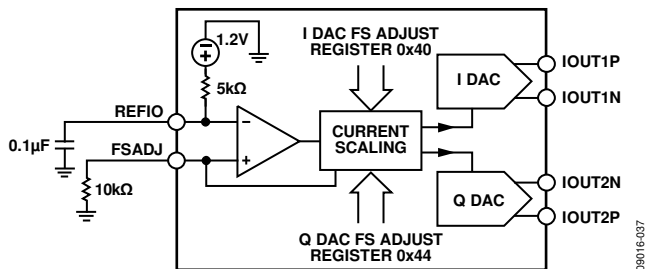 1.2V
I DAC FS ADJUST
REGISTER 0x40
5kΩ
REFIO
0.1µF
FSADJ
10kΩ
–
+
CURRENT
SCALING
I DAC
IOUT1P
IOUT1N
Q DAC
IOUT2N
IOUT2P
Q DAC FS ADJUST
REGISTER 0x44
09016-037